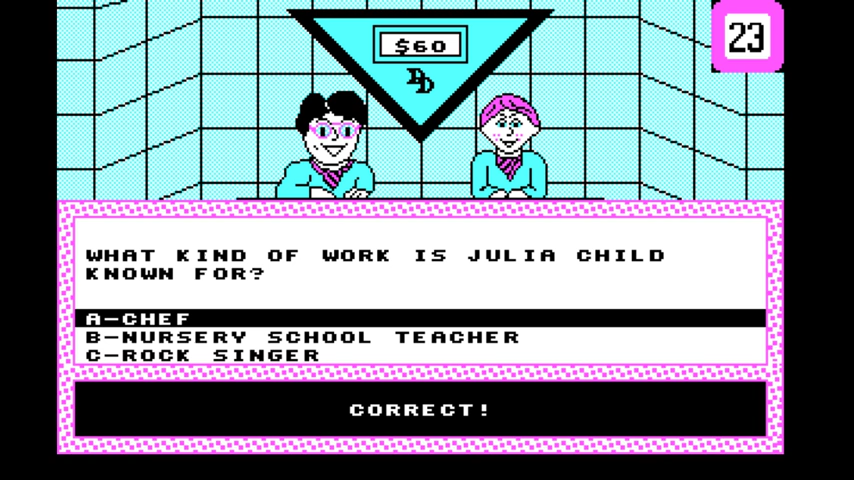 $60
23
DD
WHAT KIND OF WORK IS JULIA CHILD
KNOWN FOR?
A-CHEF
B-NURSERY SCHOOL TEACHER
C-ROCK SINGER
CORRECT!